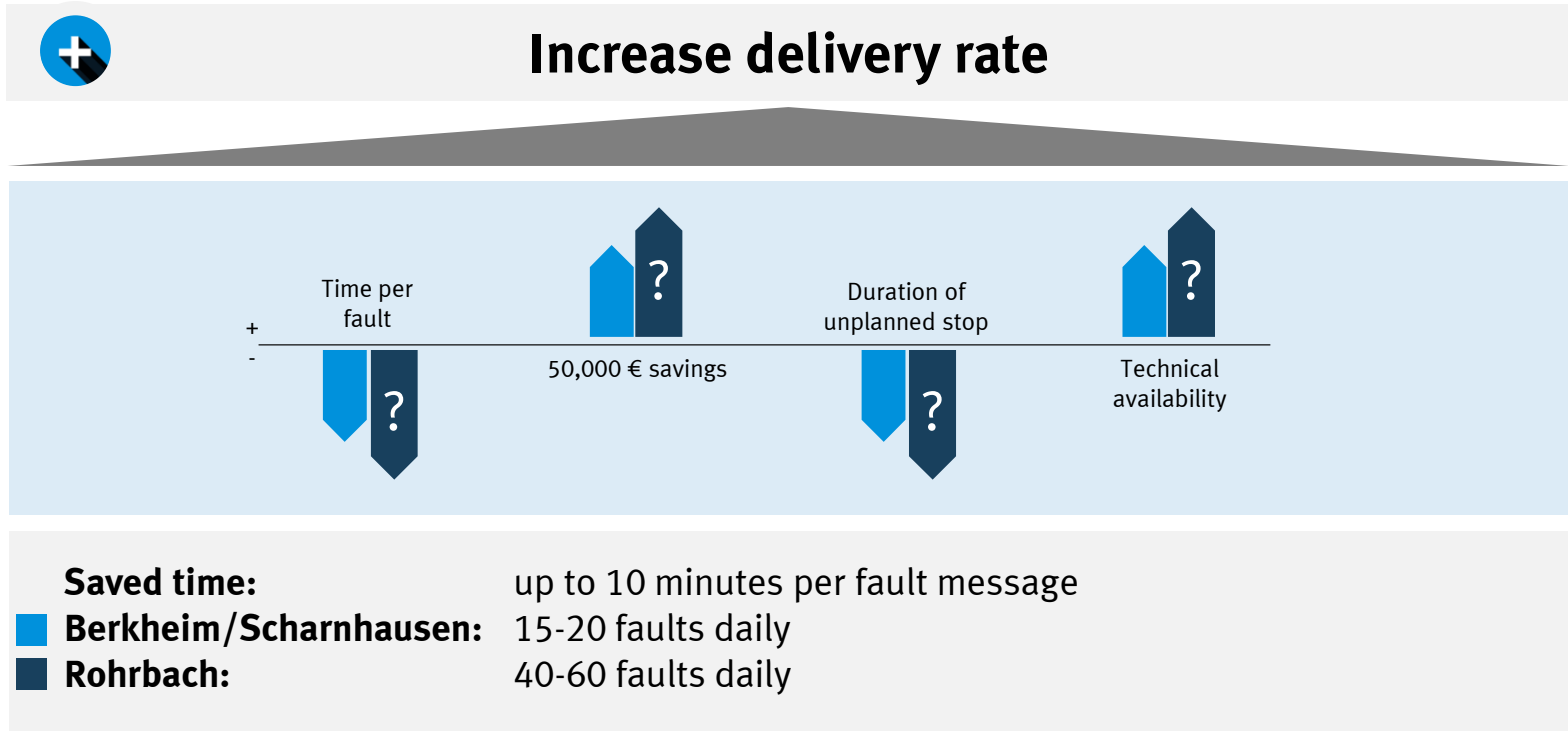 Increase delivery rate
Time per
fault
?
50,000 € savings
?
Duration of
unplanned stop
?
Technical
availability
?
+
-
Saved time: up to 10 minutes per fault message
Berkheim/Scharnhausen: 15-20 faults daily
Rohrbach: 40-60 faults daily